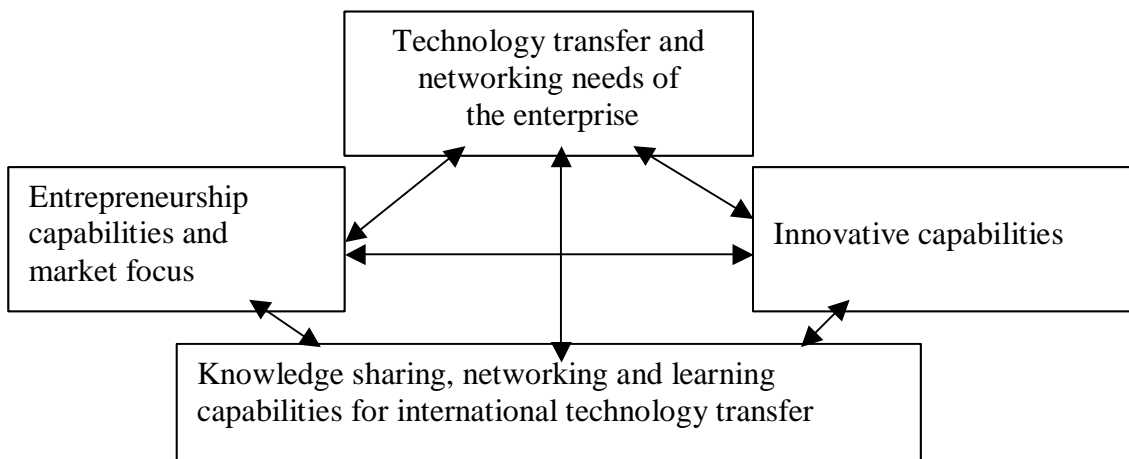 Technology transfer and
networking needs of
the enterprise
Entrepreneurship
capabilities and
market focus
Innovative capabilities
Knowledge sharing, networking and learning
capabilities for international technology transfer